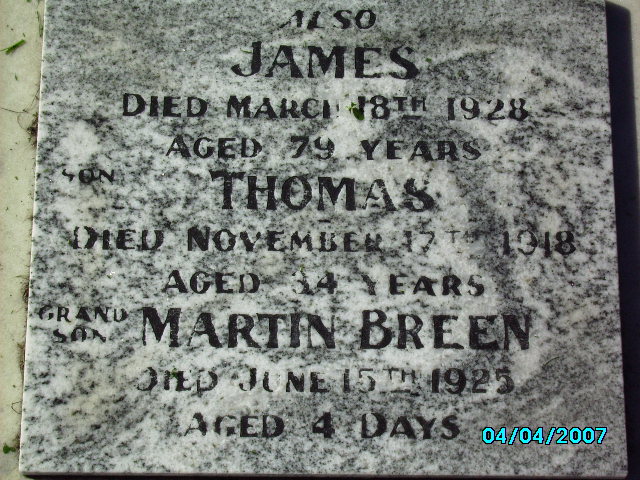 ALSO
JAMES
DIED MARCH 18TH 1928
AGED 79 YEARS
SON THOMAS
DIED NOVEMBER 17TH 1918
AGED 34 YEARS
GRAND SON MARTIN BREEN
DIED JUNE 15TH 1925
AGED 4 DAYS
04/04/2007